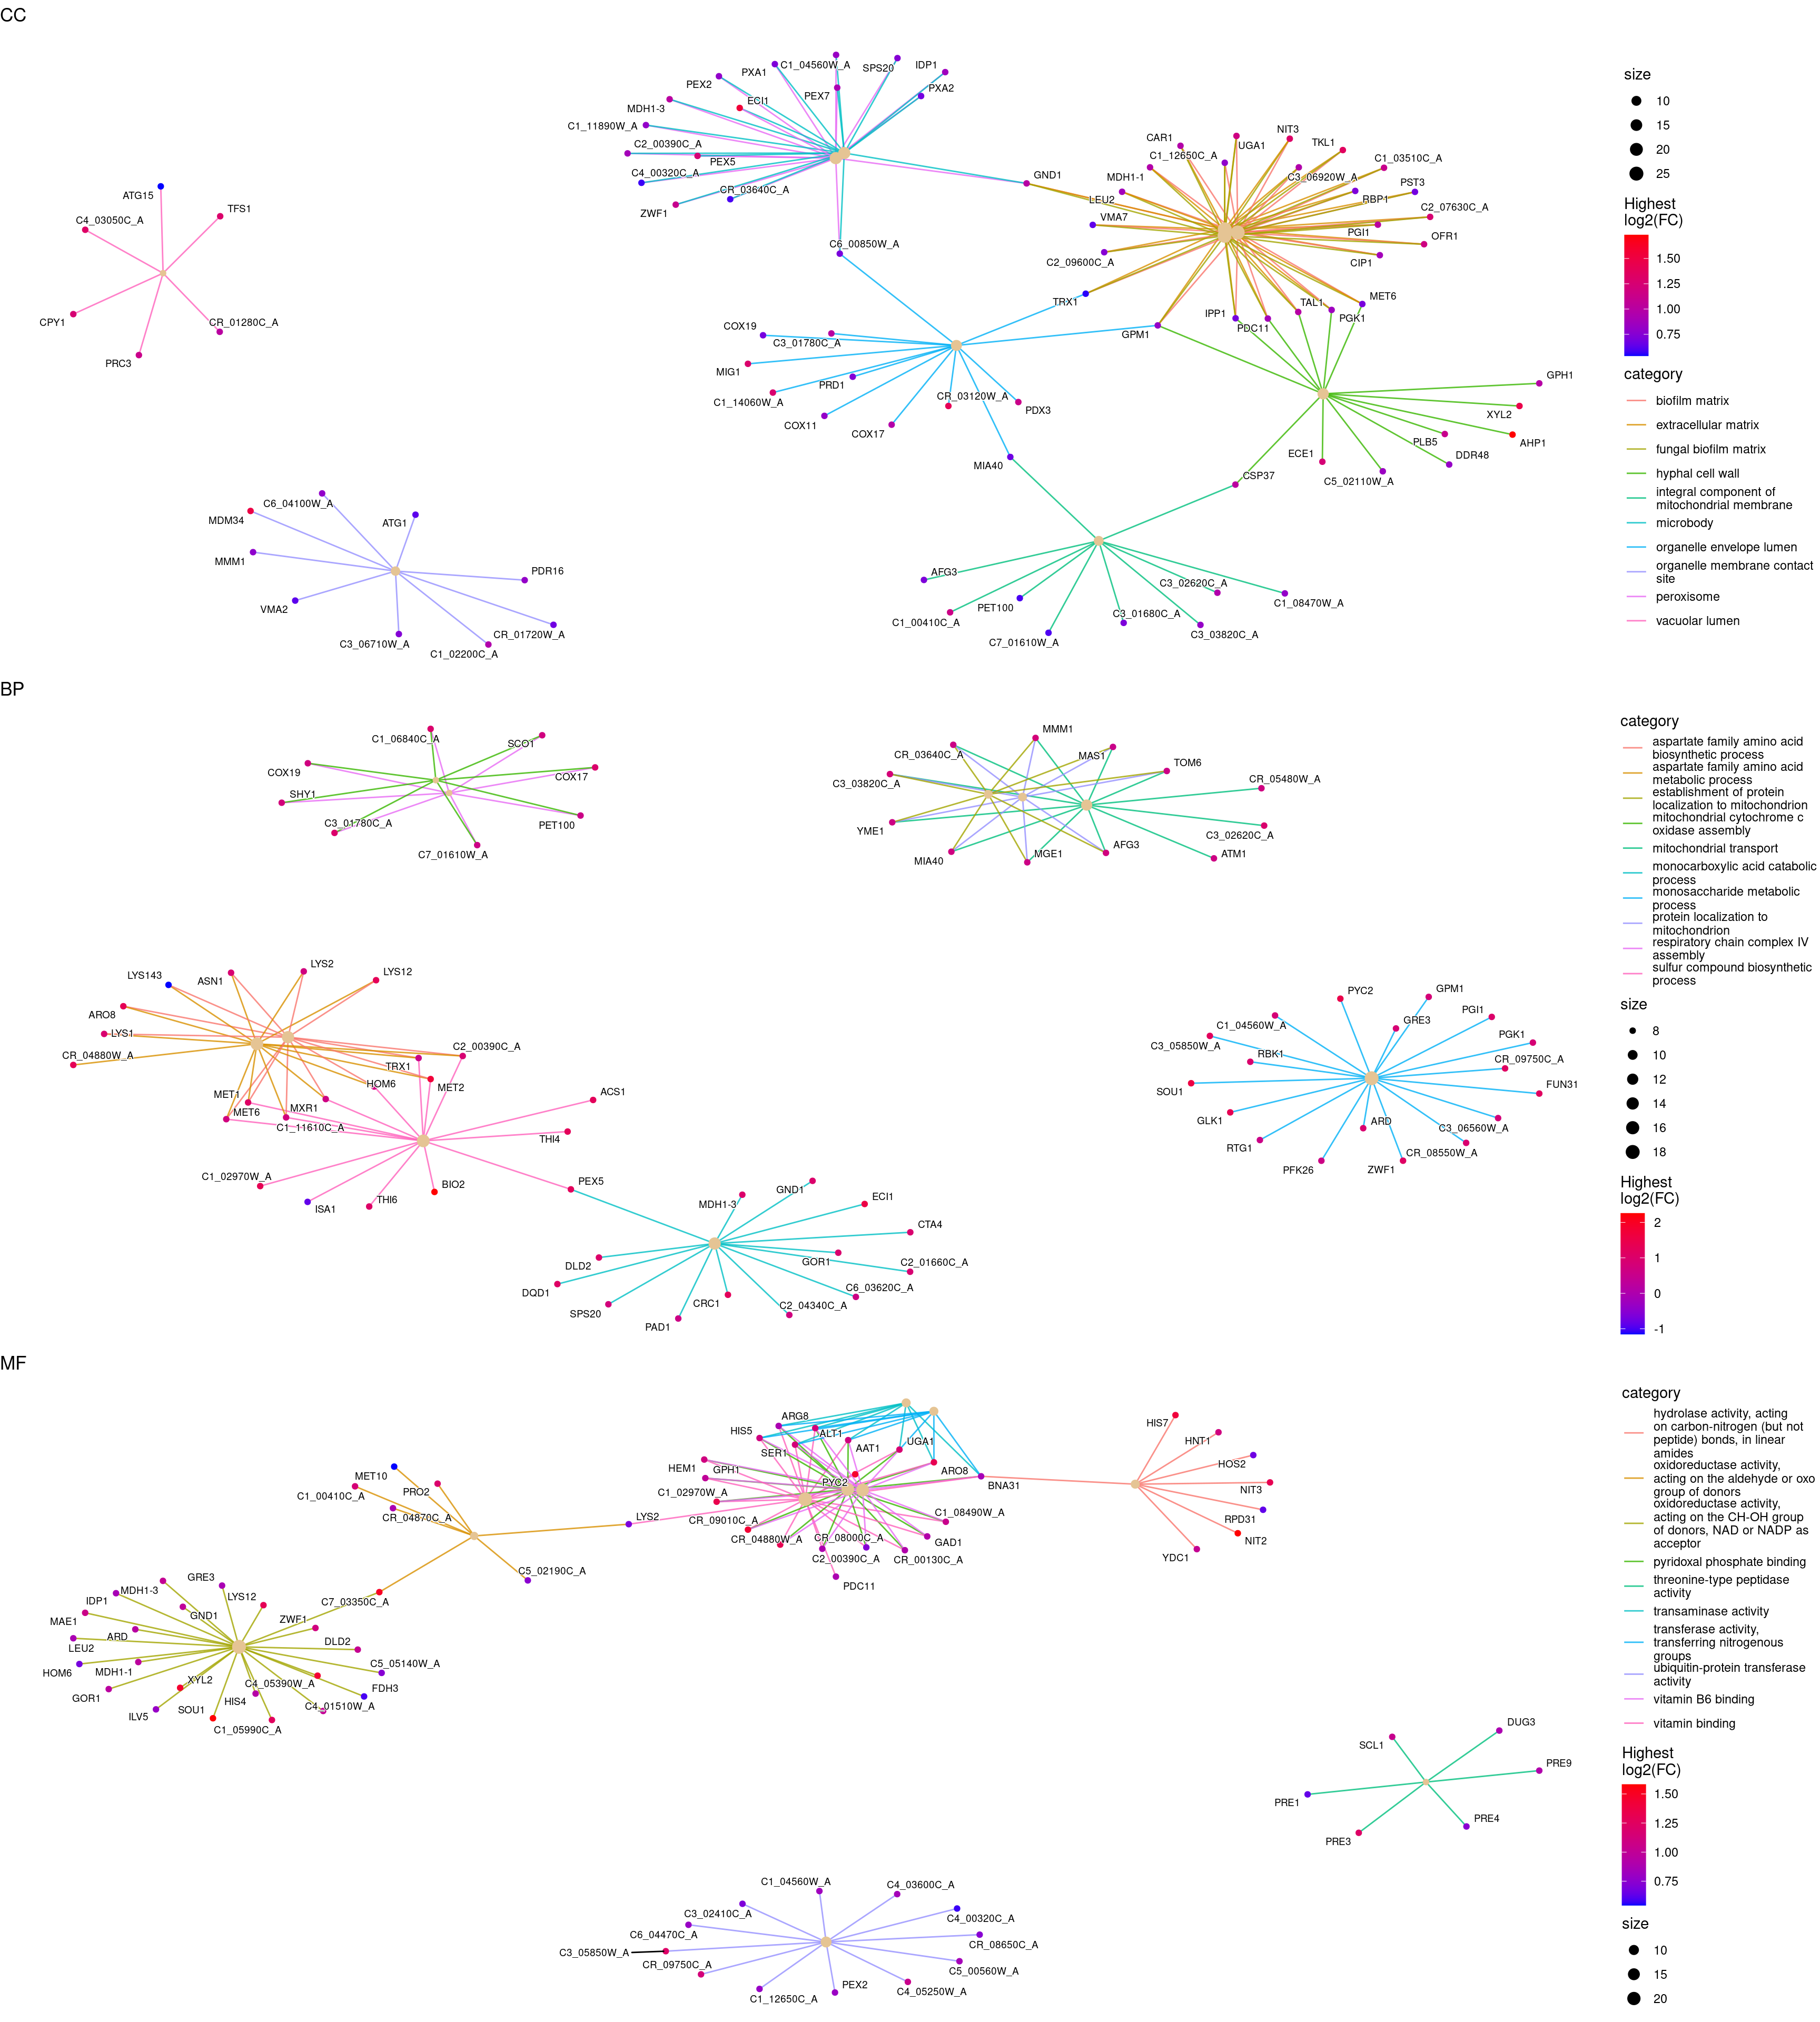 CC
C1_04560W_A
SPS20
IDP1
PXA1
PEX2
PXA2
PEX7
ECI1
MDH1-3
C1_11890W_A
C2_00390C_A
PEX5
C4_00320C_A
CR_03640C_A
ZWF1
GND1
C6_00850W_A
CAR1
UGA1
NIT3
TKL1
C1_12650C_A
C1_03510C_A
MDH1-1
C3_06920W_A
PST3
LEU2
RBP1
C2_07630C_A
VMA7
PGI1
OFR1
C2_09600C_A
CIP1
TRX1
MET6
IPP1
TAL1
PDC11
PGK1
GPM1
ATG15
TFS1
C4_03050C_A
CPY1
CR_01280C_A
PRC3
COX19
C3_01780C_A
MIG1
PRD1
C1_14060W_A
CR_03120W_A
PDX3
COX11
COX17
MIA40
GPH1
XYL2
AHP1
PLB5
DDR48
ECE1
C5_02110W_A
CSP37
C6_04100W_A
MDM34
ATG1
MMM1
PDR16
VMA2
C3_06710W_A
C1_02200C_A
CR_01720W_A
AFG3
C3_02620C_A
PET100
C1_08470W_A
C1_00410C_A
C3_01680C_A
C7_01610W_A
C3_03820C_A
size
10
15
20
25
Highest
log2(FC)
1.50
1.25
1.00
0.75
category
biofilm matrix
extracellular matrix
fungal biofilm matrix
hyphal cell wall
integral component of
mitochondrial membrane
microbody
organelle envelope lumen
organelle membrane contact
site
peroxisome
vacuolar lumen
BP
C1_06840C_A
SCO1
COX19
COX17
SHY1
C3_01780C_A
PET100
C7_01610W_A
MMM1
CR_03640C_A
MAS1
TOM6
C3_03820C_A
CR_05480W_A
YME1
C3_02620C_A
MIA40
MGE1
AFG3
ATM1
LYS143
ASN1
LYS2
LYS12
ARO8
LYS1
CR_04880W_A
C2_00390C_A
TRX1
HOM6
MET2
MET1
MXR1
MET6
C1_11610C_A
ACS1
THI4
C1_02970W_A
BIO2
ISA1
THI6
PEX5
GND1
MDH1-3
ECI1
CTA4
DLD2
GOR1
C2_01660C_A
DQD1
C6_03620C_A
SPS20
CRC1
C2_04340C_A
PAD1
PYC2
GPM1
C1_04560W_A
GRE3
PGI1
C3_05850W_A
PGK1
RBK1
CR_09750C_A
SOU1
FUN31
GLK1
ARD
C3_06560W_A
RTG1
CR_08550W_A
PFK26
ZWF1
category
aspartate family amino acid
biosynthetic process
aspartate family amino acid
metabolic process
establishment of protein
localization to mitochondrion
mitochondrial cytochrome c
oxidase assembly
mitochondrial transport
monocarboxylic acid catabolic
process
monosaccharide metabolic
process
protein localization to
mitochondrion
respiratory chain complex IV
assembly
sulfur compound biosynthetic
process
size
8
10
12
14
16
18
Highest
log2(FC)
2
1
0
-1
MF
ARG8
HIS5
ALT1
UGA1
SER1
AAT1
HEM1
GPH1
PYC2
ARO8
BNA31
C1_02970W_A
C1_08490W_A
CR_09010C_A
CR_04880W_A
CR_08000C_A
GAD1
C2_00390C_A
CR_00130C_A
PDC11
HIS7
HNT1
HOS2
NIT3
RPD31
NIT2
YDC1
MET10
C1_00410C_A
PRO2
CR_04870C_A
LYS2
C5_02190C_A
C7_03350C_A
GRE3
MDH1-3
LYS12
IDP1
GND1
MAE1
ZWF1
ARD
DLD2
LEU2
C5_05140W_A
HOM6
MDH1-1
XYL2
C4_05390W_A
FDH3
GOR1
HIS4
C4_01510W_A
ILV5
SOU1
C1_05990C_A
DUG3
SCL1
PRE9
PRE1
PRE4
PRE3
C1_04560W_A
C4_03600C_A
C3_02410C_A
C4_00320C_A
C6_04470C_A
CR_08650C_A
C3_05850W_A
CR_09750C_A
C5_00560W_A
PEX2
C4_05250W_A
C1_12650C_A
category
hydrolase activity, acting
on carbon-nitrogen (but not
peptide) bonds, in linear
amides
oxidoreductase activity,
acting on the aldehyde or oxo
group of donors
oxidoreductase activity,
acting on the CH-OH group
of donors, NAD or NADP as
acceptor
pyridoxal phosphate binding
threonine-type peptidase
activity
transaminase activity
transferase activity,
transferring nitrogenous
groups
ubiquitin-protein transferase
activity
vitamin B6 binding
vitamin binding
Highest
log2(FC)
1.50
1.25
1.00
0.75
size
10
15
20